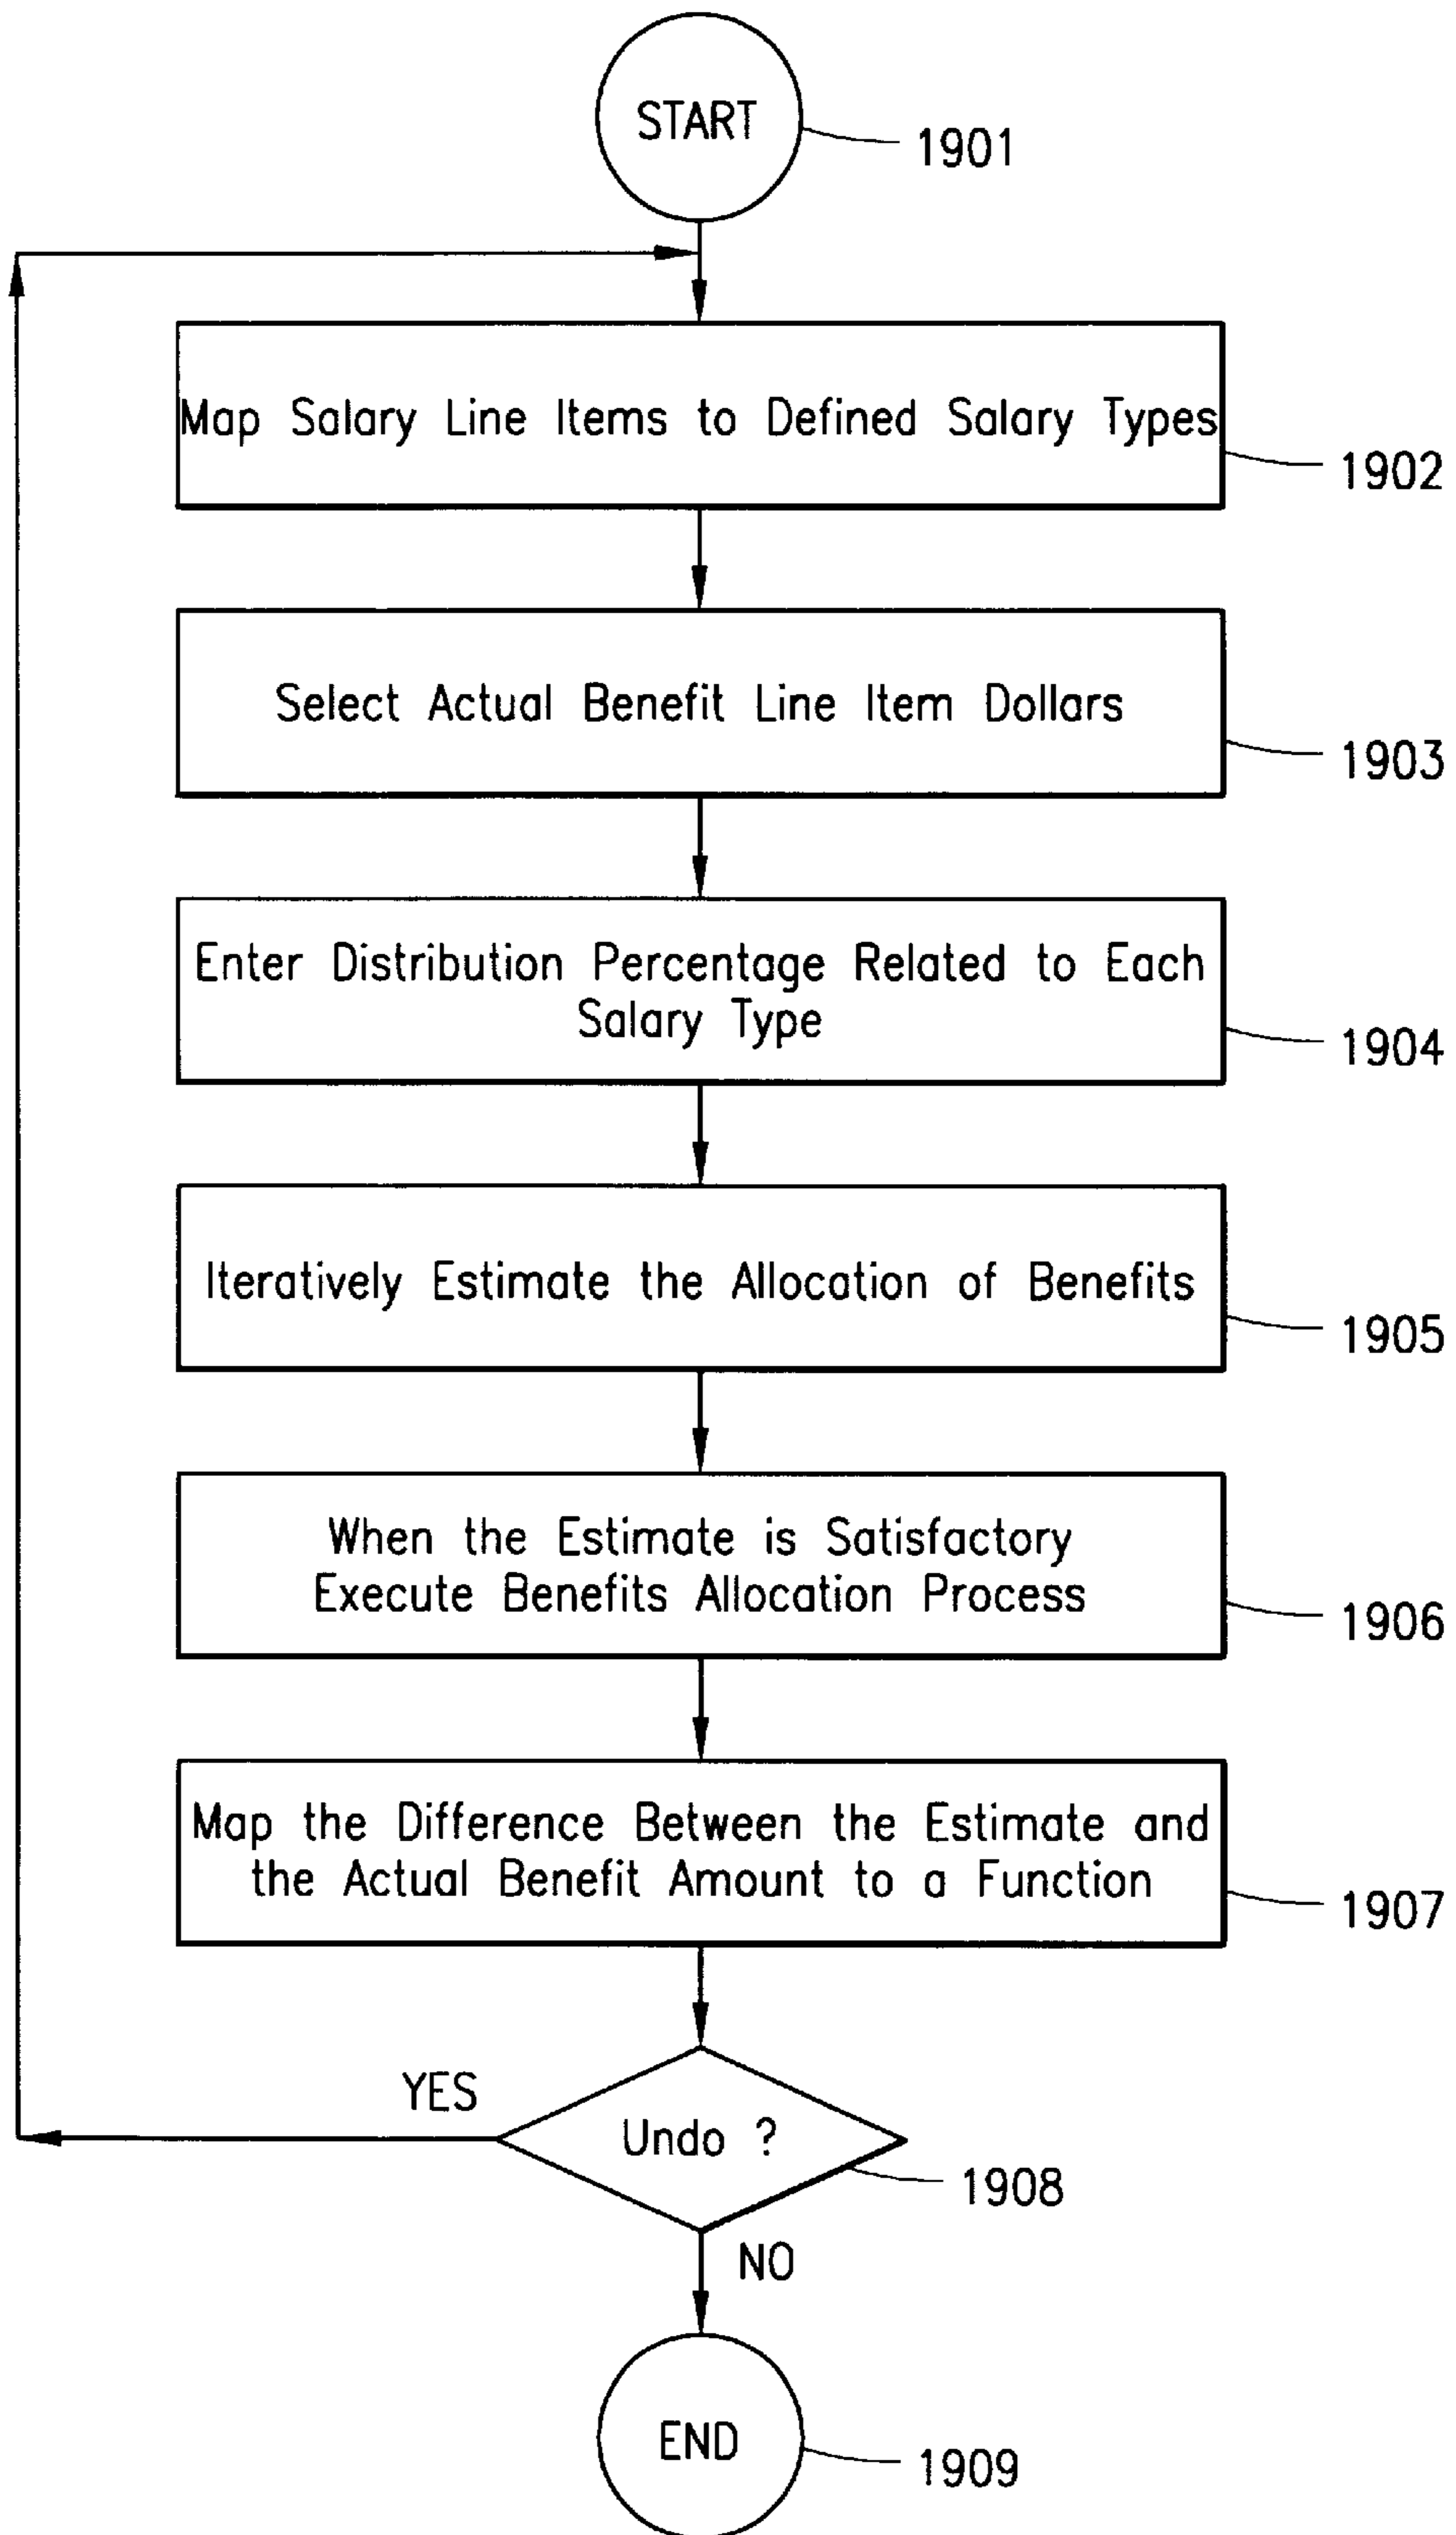 START
1901
Map Salary Line Items to Defined Salary Types
1902
Select Actual Benefit Line Item Dollars
1903
Enter Distribution Percentage Related to Each
Salary Type
1904
Iteratively Estimate the Allocation of Benefits
1905
When the Estimate is Satisfactory
Execute Benefits Allocation Process
1906
Map the Difference Between the Estimate and
the Actual Benefit Amount to a Function
1907
YES
Undo ?
1908
NO
END
1909